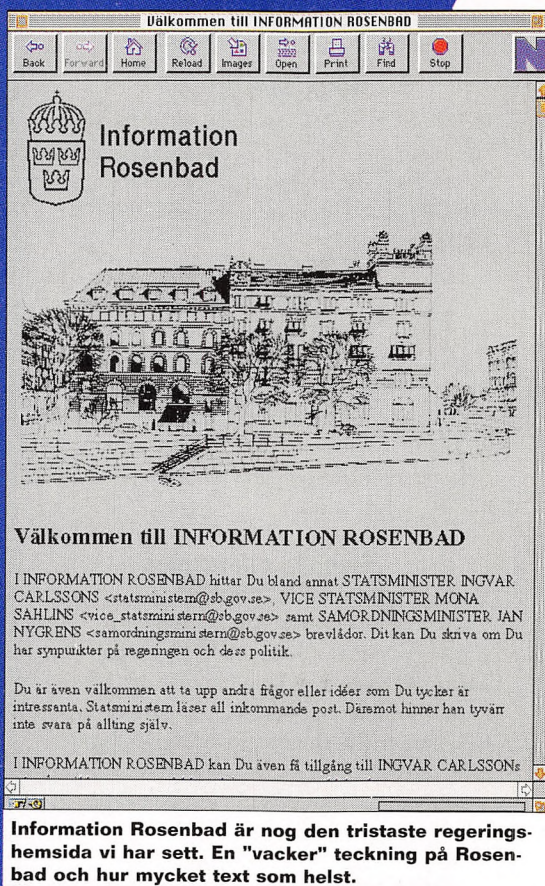 Välkommen till INFORMATION ROSENBAD
Back
Forward
Home
Reload
Images
Open
Print
Find
Stop
N
Information
Rosenbad
Välkommen till INFORMATION ROSENBAD
I INFORMATION ROSENBAD hittar Du bland annat STATSMINISTER INGVAR
CARLSSONS <statsministern@sb.gov.se>, VICE STATSMINISTER MONA
SAHLINS <vice_statsministern@sb.gov.se> samt SAMORDNINGSMINISTER JAN
NYGRENS <samordningsministern@sb.gov.se> brevlådor. Dit kan Du skriva om Du
har synpunkter på regeringen och dess politik.
Du är även välkommen att ta upp andra frågor eller idéer som Du tycker är
intressanta. Statsministern läser all inkommande post. Däremot hinner han tyvärr
inte svara på allting själv.
I INFORMATION ROSENBAD kan Du även få tillgång till INGVAR CARLSSONs
Information Rosenbad är nog den tristaste regerings-
hemsida vi har sett. En "vacker" teckning på Rosen-
bad och hur mycket text som helst.